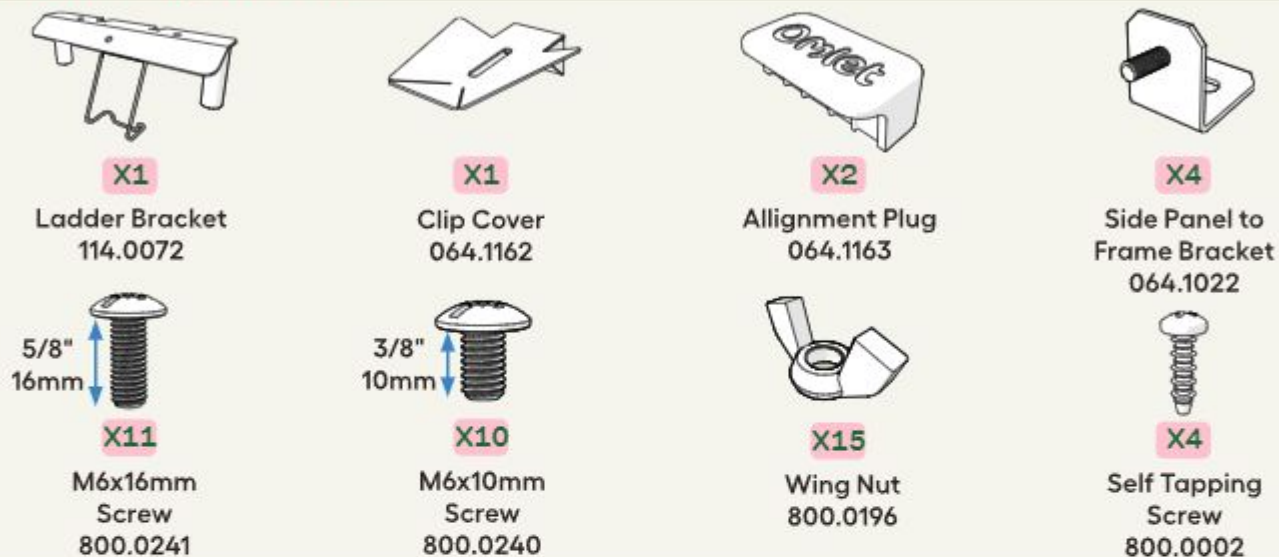 omlet
X1
Ladder Bracket
114.0072
X1
Clip Cover
064.1162
X2
Allignment Plug
064.1163
X4
Side Panel to
Frame Bracket
064.1022
5/8"
16mm
X11
M6x16mm
Screw
800.0241
3/8"
10mm
X10
M6x10mm
Screw
800.0240
X15
Wing Nut
800.0196
X4
Self Tapping
Screw
800.0002